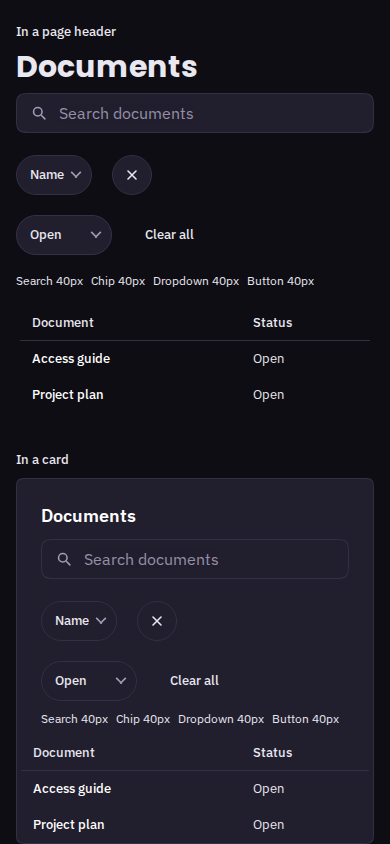 In a page header
Documents
Search documents
Name
Open Clear all
Search 40px Chip 40px Dropdown 40px Button 40px
Document Status
Access guide Open
Project plan Open
In a card
Documents
Search documents
Name
Open Clear all
Search 40px Chip 40px Dropdown 40px Button 40px
Document Status
Access guide Open
Project plan Open